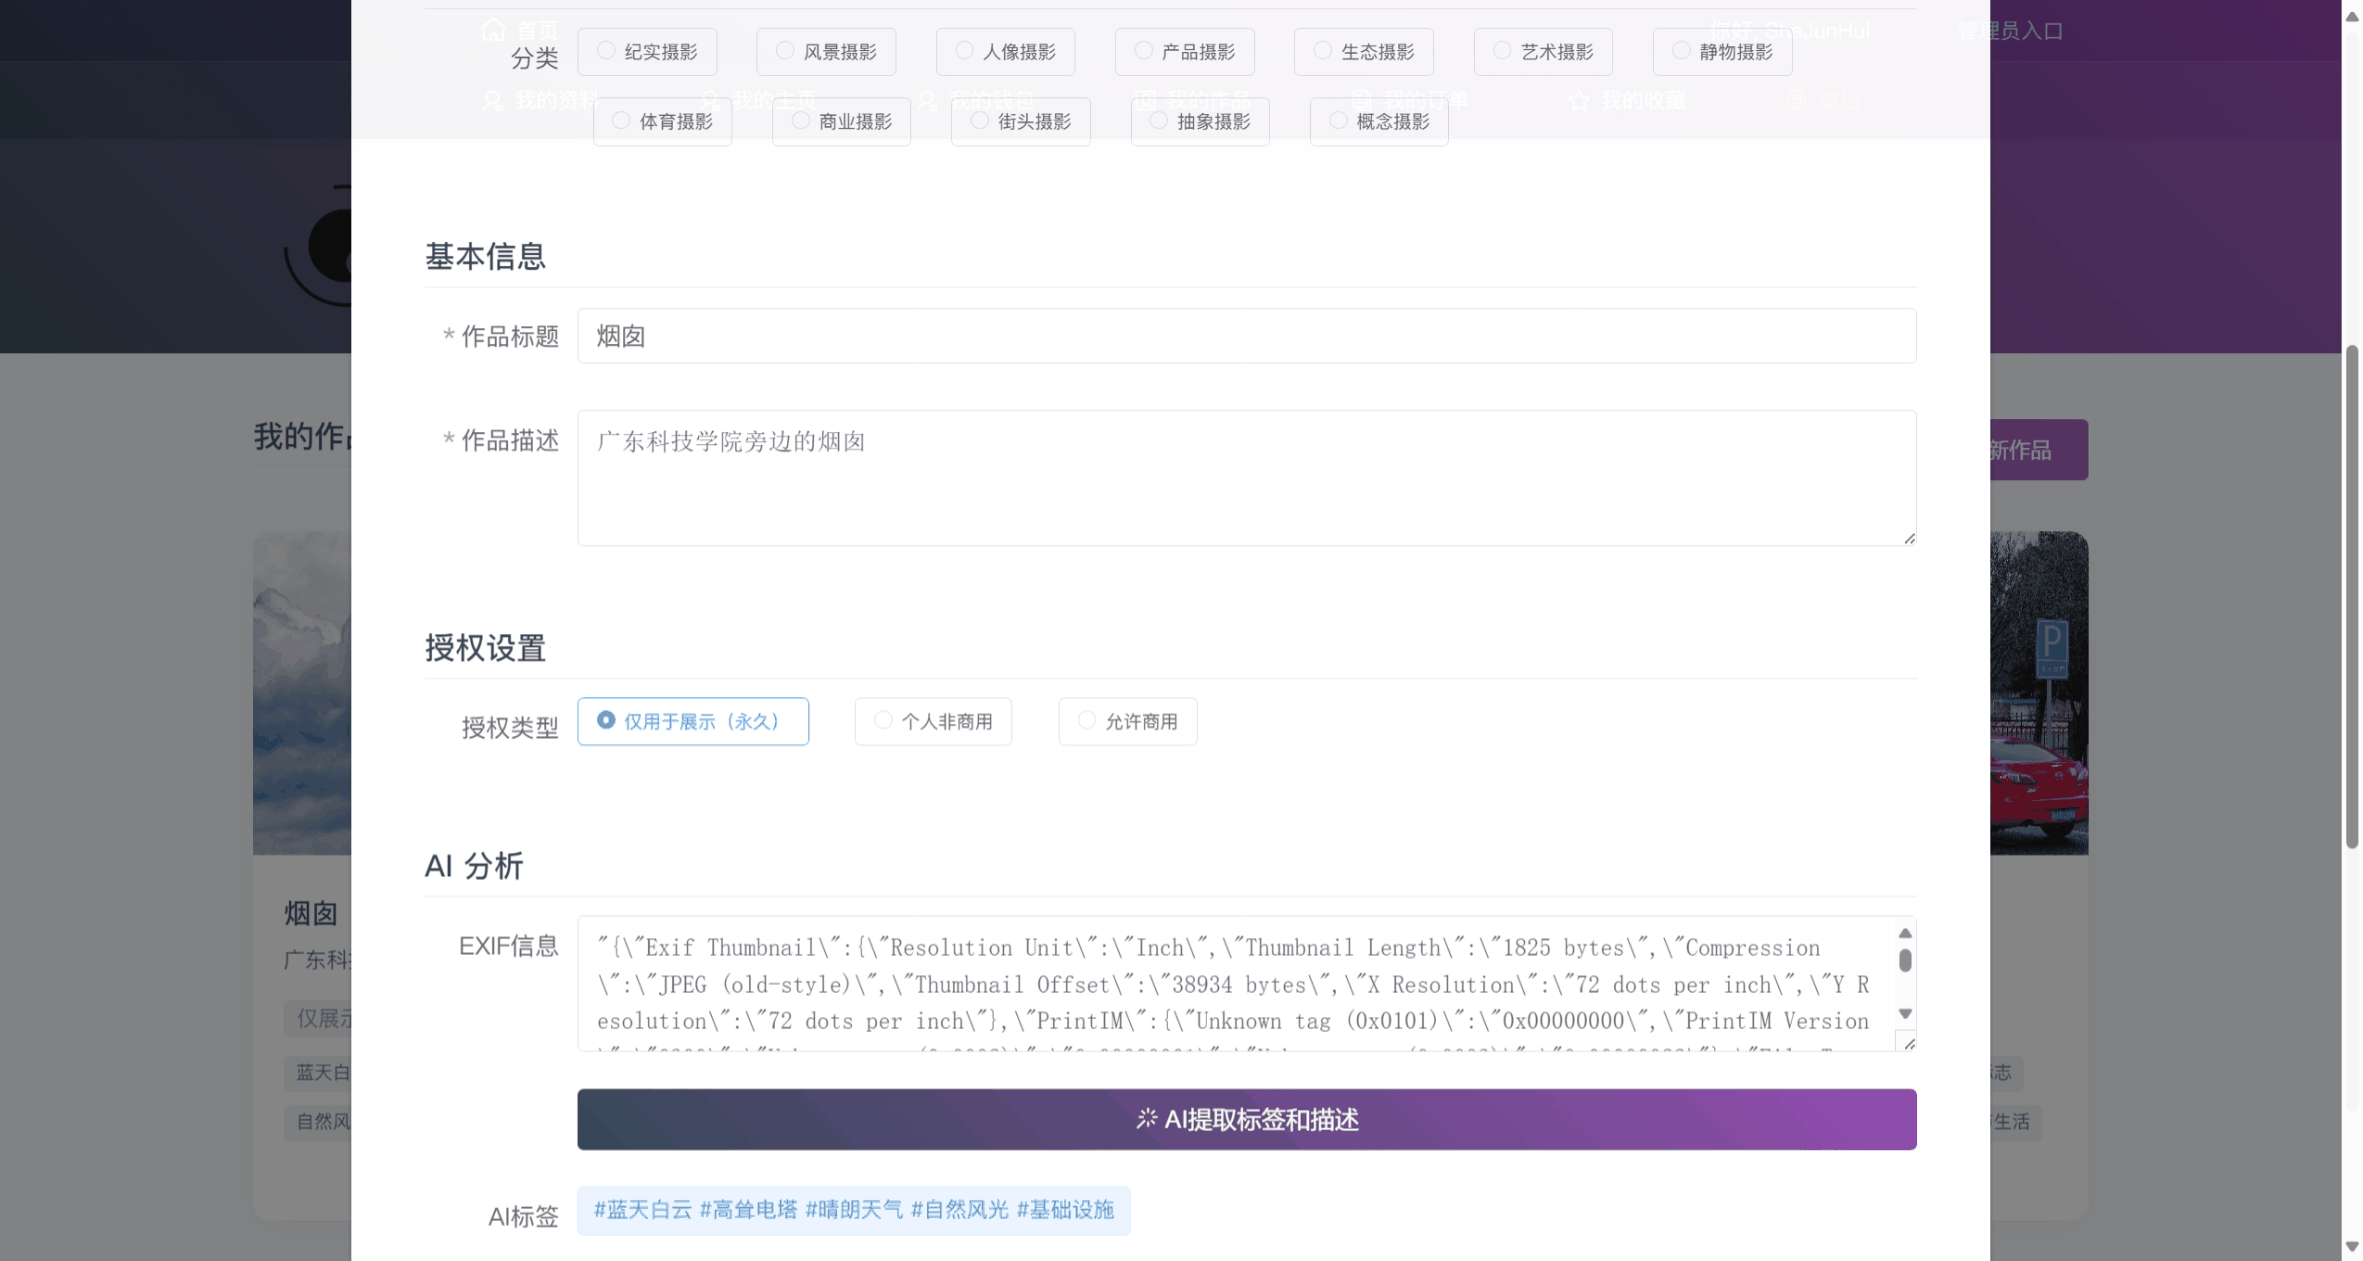 首页
你好, ShaJunHui
管理员入口
分类
纪实摄影
风景摄影
人像摄影
产品摄影
生态摄影
艺术摄影
静物摄影
我的资料
我的主页
我的钱包
我的作品
我的订单
我的收藏
退出
体育摄影
商业摄影
街头摄影
抽象摄影
概念摄影
基本信息
* 作品标题
烟囱
我的作品
* 作品描述
广东科技学院旁边的烟囱
新作品
授权设置
授权类型
仅用于展示（永久）
个人非商用
允许商用
P
AI 分析
烟囱
EXIF信息
"{\"Exif Thumbnail\":{\"Resolution Unit\":\"Inch\",\"Thumbnail Length\":\"1825 bytes\",\"Compression
\":\"JPEG (old-style)\",\"Thumbnail Offset\":\"38934 bytes\",\"X Resolution\":\"72 dots per inch\",\"Y R
esolution\":\"72 dots per inch\"},\"PrintIM\":{\"Unknown tag (0x0101)\":\"0x00000000\",\"PrintIM Version
广东科
仅展示
蓝天白
志
AI提取标签和描述
自然风
生活
AI标签
#蓝天白云 #高耸电塔 #晴朗天气 #自然风光 #基础设施